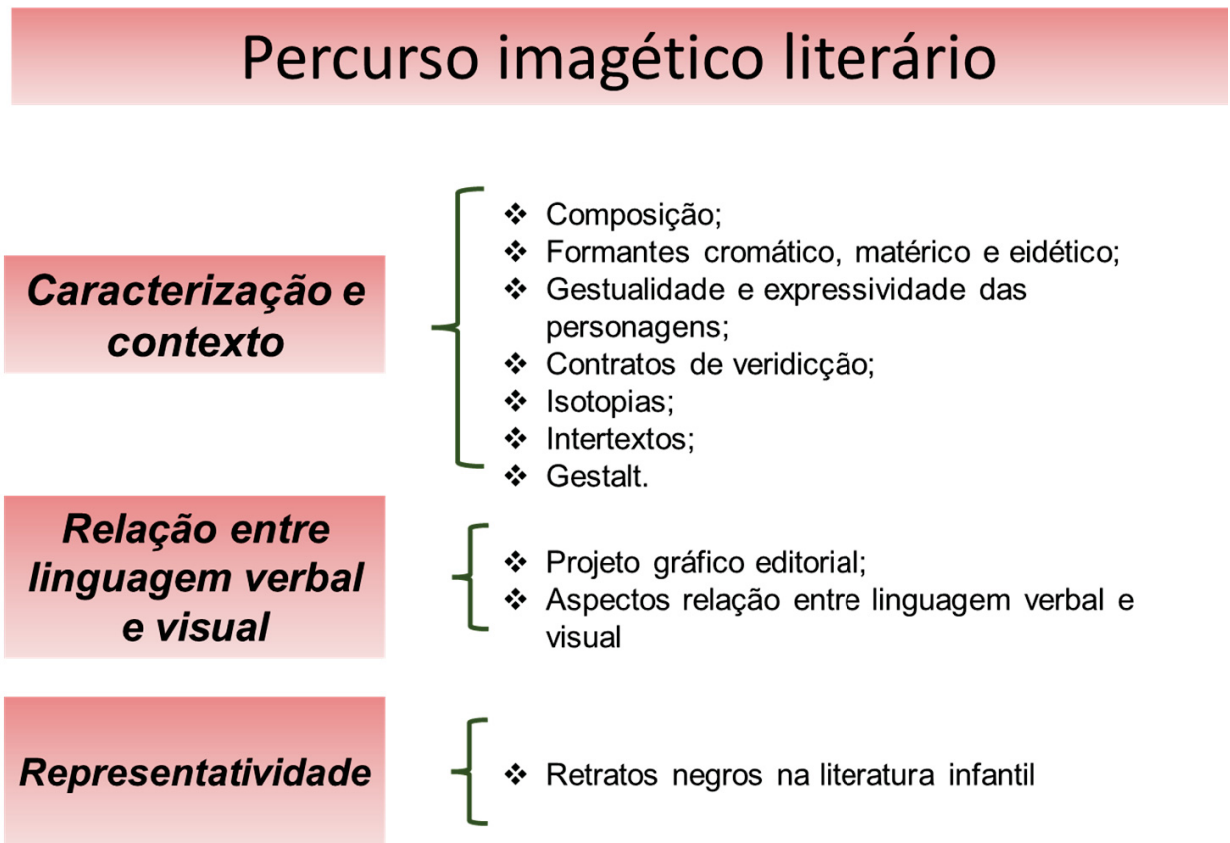 Percurso imagético literário
Caracterização e
contexto
❖ Composição;
❖ Formantes cromático, matérico e eidético;
❖ Gestualidade e expressividade das
personagens;
❖ Contratos de veridicção;
❖ Isotopias;
❖ Intertextos;
❖ Gestalt.
Relação entre
linguagem verbal
e visual
❖ Projeto gráfico editorial;
❖ Aspectos relação entre linguagem verbal e
visual
Representatividade
❖ Retratos negros na literatura infantil